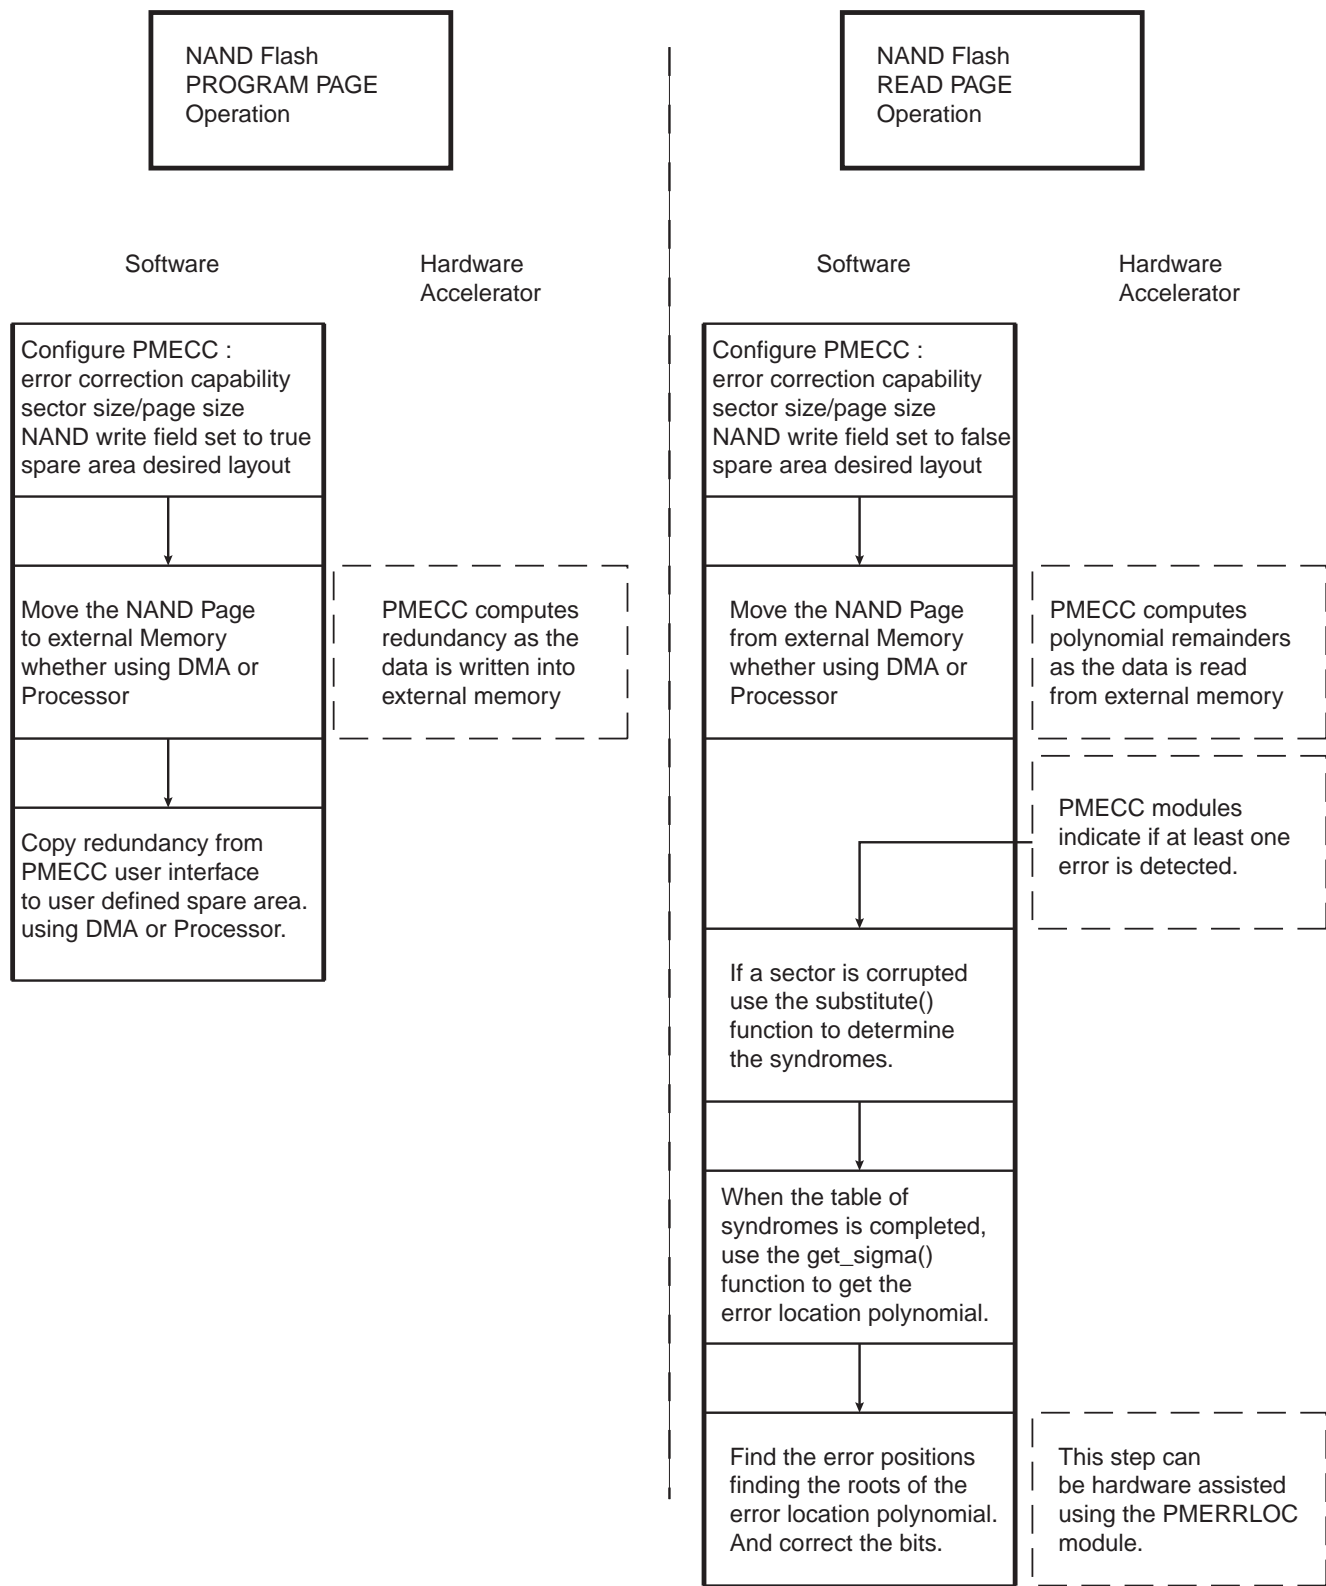 NAND Flash
PROGRAM PAGE
Operation
Software
Hardware
Accelerator
Configure PMECC :
error correction capability
sector size/page size
NAND write field set to true
spare area desired layout
Move the NAND Page
to external Memory
whether using DMA or
Processor
PMECC computes
redundancy as the
data is written into
external memory
Copy redundancy from
PMECC user interface
to user defined spare area.
using DMA or Processor.
NAND Flash
READ PAGE
Operation
Software
Hardware
Accelerator
Configure PMECC :
error correction capability
sector size/page size
NAND write field set to false
spare area desired layout
Move the NAND Page
from external Memory
whether using DMA or
Processor
PMECC computes
polynomial remainders
as the data is read
from external memory
PMECC modules
indicate if at least one
error is detected.
If a sector is corrupted
use the substitute()
function to determine
the syndromes.
When the table of
syndromes is completed,
use the get_sigma()
function to get the
error location polynomial.
Find the error positions
finding the roots of the
error location polynomial.
And correct the bits.
This step can
be hardware assisted
using the PMERRLOC
module.